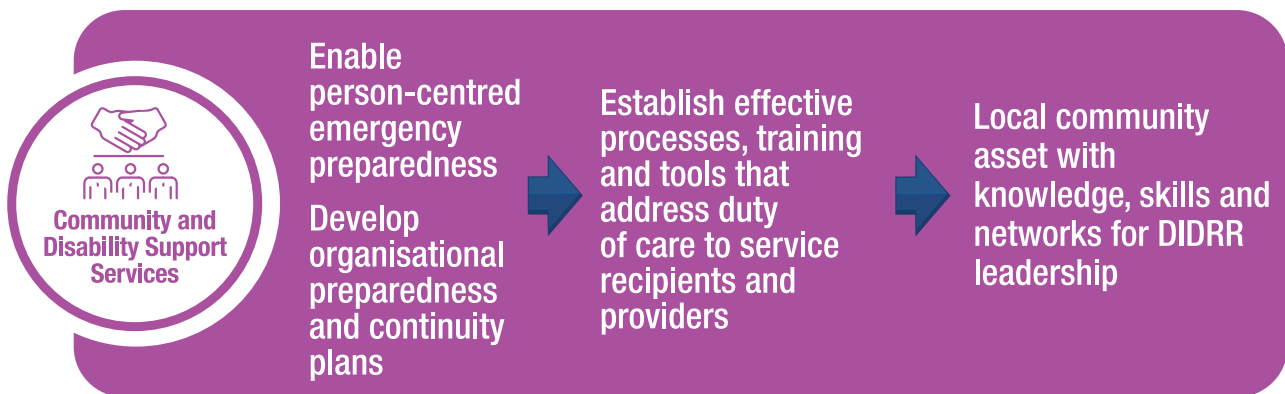 Community and
Disability Support
Services
Enable
person-centred
emergency
preparedness
Develop
organisational
preparedness
and continuity
plans
Establish effective
processes, training
and tools that
address duty
of care to service
recipients and
providers
Local community
asset with
knowledge, skills and
networks for DIDRR
leadership